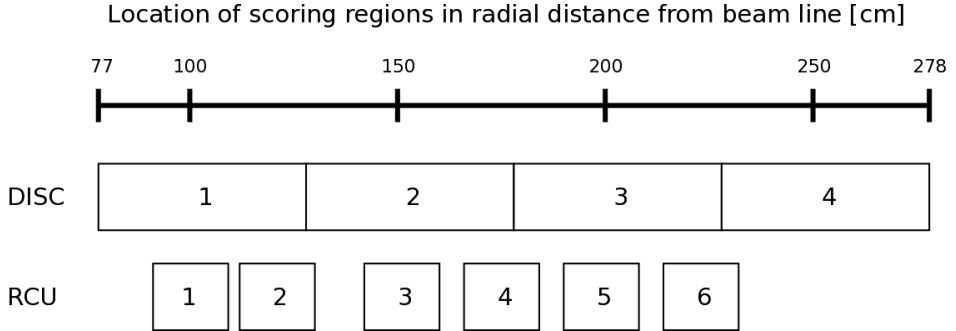 Location of scoring regions in radial distance from beam line [cm]
77 100 150 200 250 278
DISC 1 2 3 4
RCU 1 2 3 4 5 6